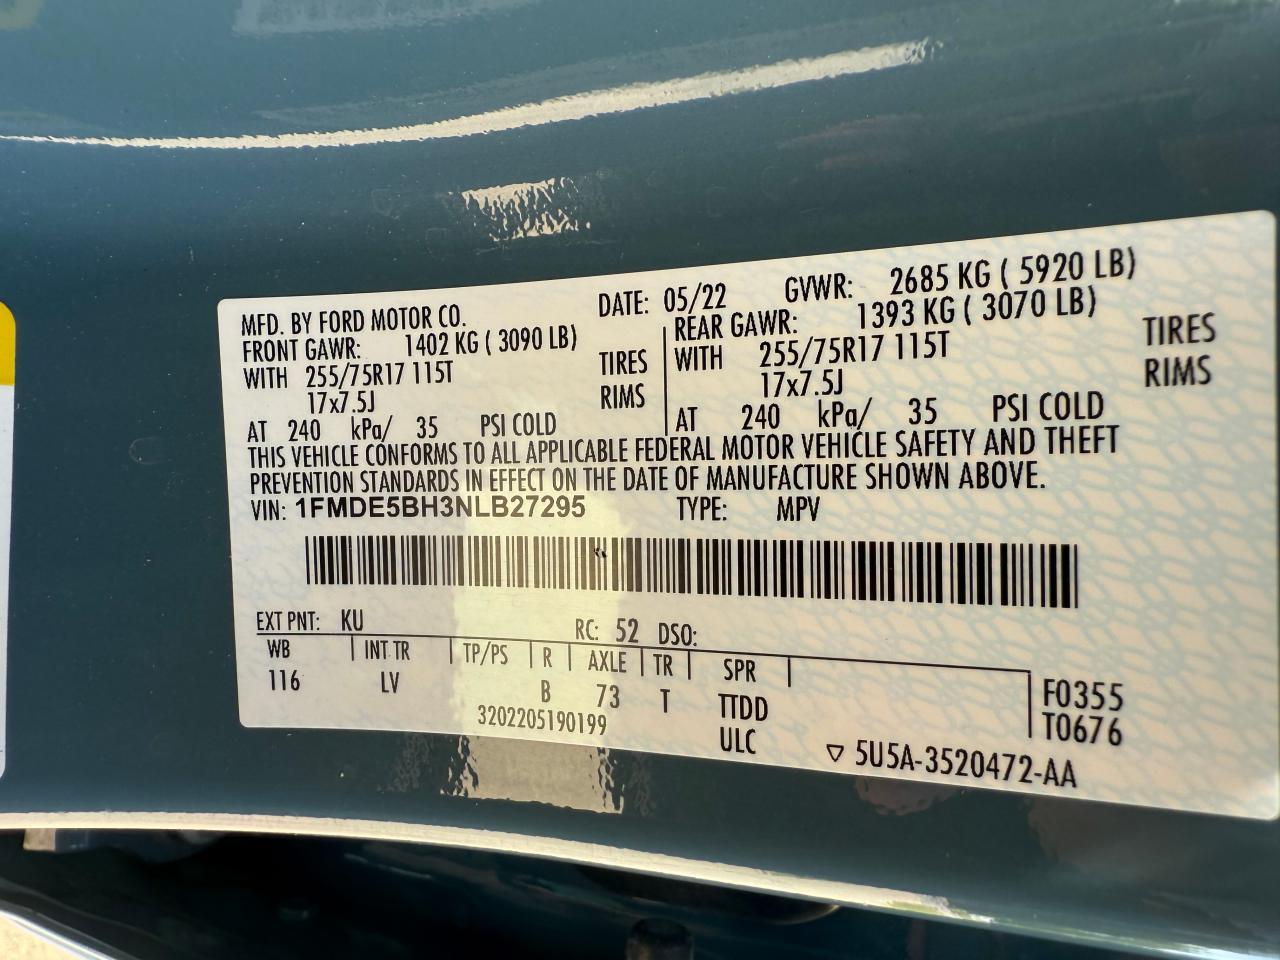 MFD. BY FORD MOTOR CO. DATE: 05/22 GVWR: 2685 KG ( 5920 LB)
FRONT GAWR: 1402 KG ( 3090 LB) REAR GAWR: 1393 KG ( 3070 LB)
WITH 255/75R17 115T TIRES WITH 255/75R17 115T TIRES
17x7.5J RIMS 17x7.5J RIMS
AT 240 kPa/ 35 PSI COLD AT 240 kPa/ 35 PSI COLD
THIS VEHICLE CONFORMS TO ALL APPLICABLE FEDERAL MOTOR VEHICLE SAFETY AND THEFT
PREVENTION STANDARDS IN EFFECT ON THE DATE OF MANUFACTURE SHOWN ABOVE.
VIN: 1FMDE5BH3NLB27295 TYPE: MPV
EXT PNT: KU RC: 52 DSO:
WB INT TR TP/PS R AXLE TR SPR
116 LV B 73 T TTDD F0355
3202205190199 ULC T0676
▽ 5U5A-3520472-AA